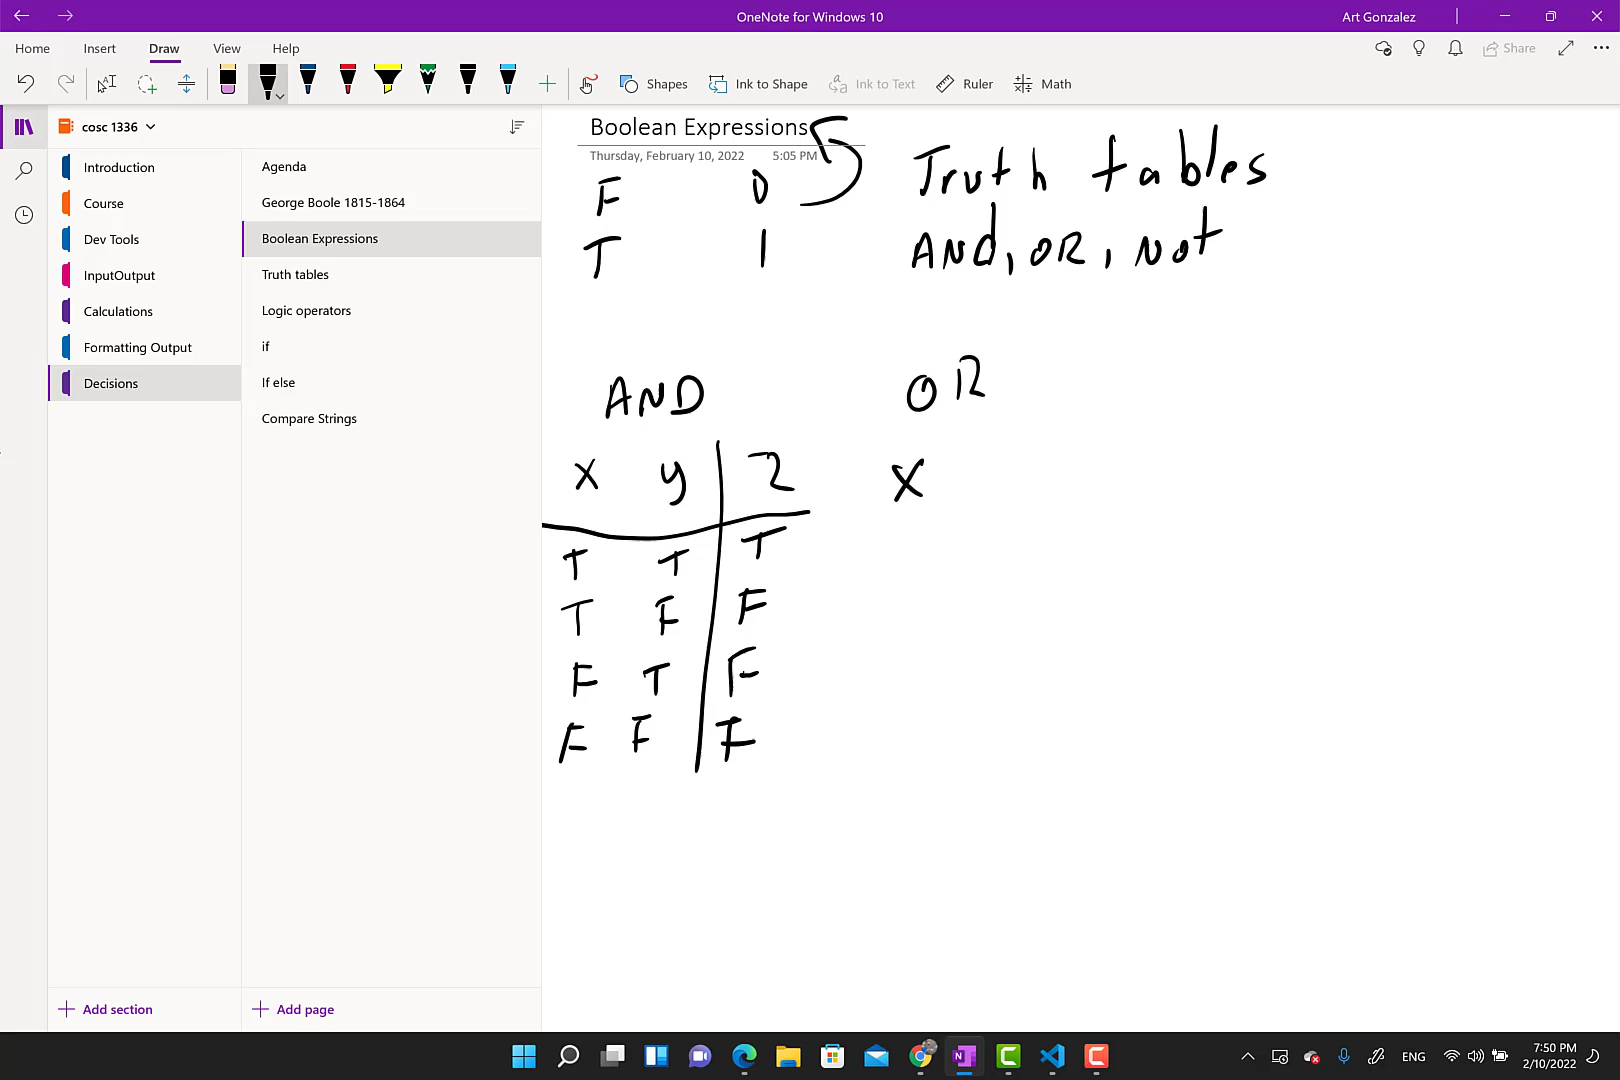 OneNote for Windows 10
Art Gonzalez
Home Insert Draw View Help
Share
Shapes Ink to Shape Ink to Text Ruler Math
cosc 1336
Introduction
Course
Dev Tools
InputOutput
Calculations
Formatting Output
Decisions
Agenda
George Boole 1815-1864
Boolean Expressions
Truth tables
Logic operators
if
If else
Compare Strings
Boolean Expressions
Thursday, February 10, 2022 5:05 PM
F 0
T 1
Truth tables
And, OR, Not
AND
x y z
T T T
T F F
F T F
F F F
OR
X
Add section
Add page
ENG
7:50 PM
2/10/2022